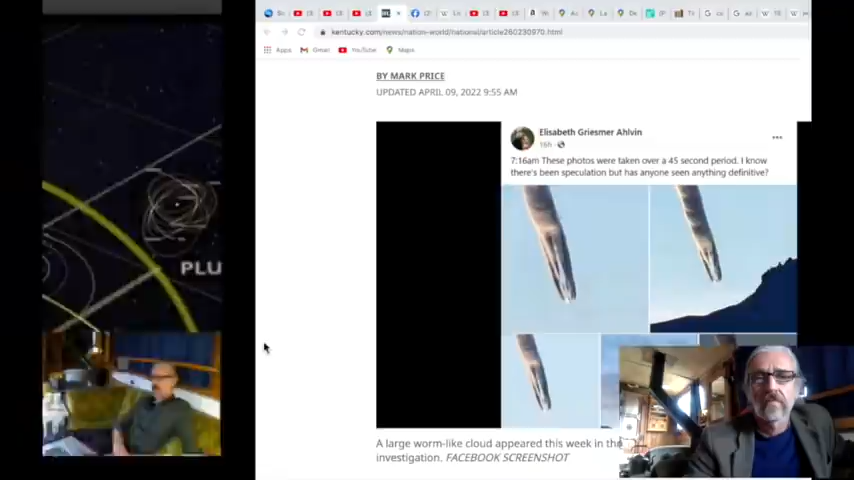 kentucky.com/news/nation-world/national/article260230970.html
Apps
Gmail
YouTube
Maps
BY MARK PRICE
UPDATED APRIL 09, 2022 9:55 AM
Elisabeth Griesmer Ahlvin
16h
7:16am These photos were taken over a 45 second period. I know
there's been speculation but has anyone seen anything definitive?
PLU
A large worm-like cloud appeared this week in the
investigation. FACEBOOK SCREENSHOT